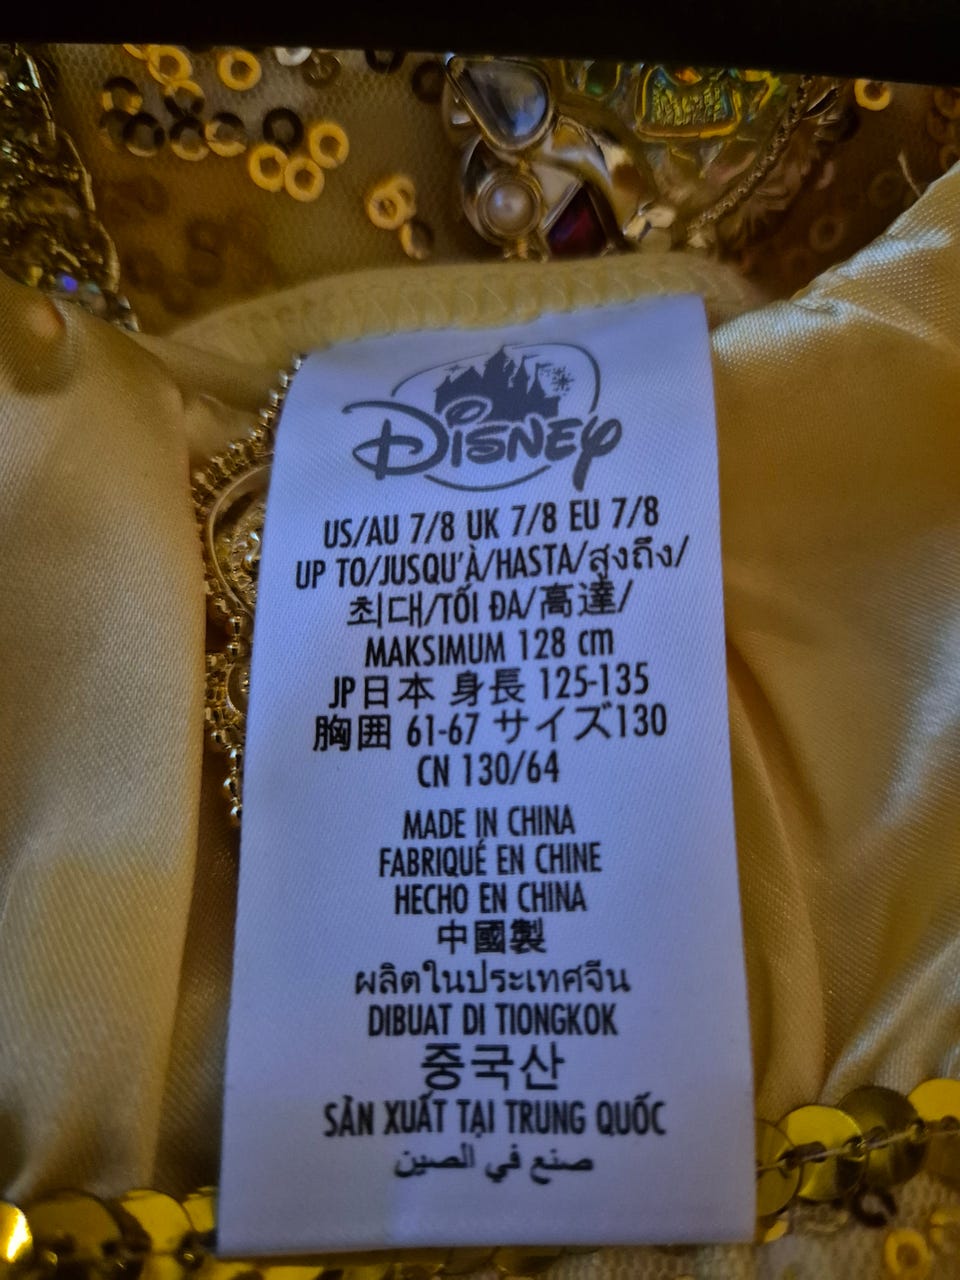 Disney
US/AU 7/8 UK 7/8 EU 7/8
UP TO/JUSQU'À/HASTA/สูงถึง/
최대/TỐI ĐA/高達/
MAKSIMUM 128 cm
JP日本 身長 125-135
胸囲 61-67 サイズ130
CN 130/64
MADE IN CHINA
FABRIQUÉ EN CHINE
HECHO EN CHINA
中國製
ผลิตในประเทศจีน
DIBUAT DI TIONGKOK
중국산
SẢN XUẤT TẠI TRUNG QUỐC
صنع في الصين